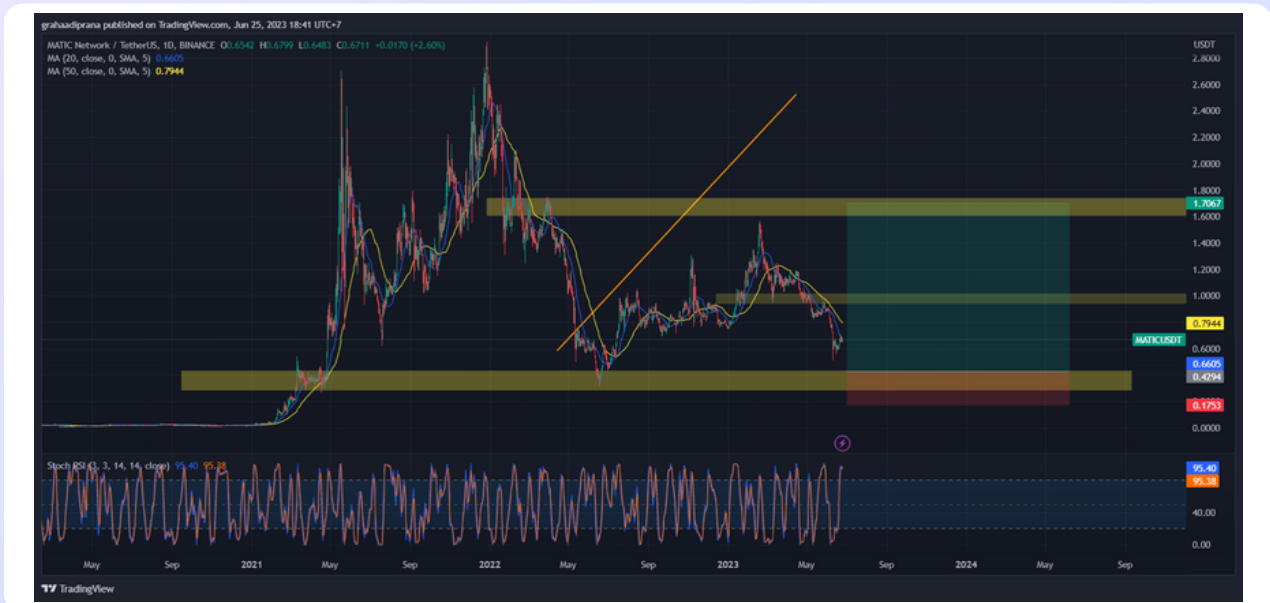 grahaadiprana published on TradingView.com, Jun 25, 2023 18:41 UTC+7
MATIC Network / TetherUS, 1D, BINANCE O0.6542 H0.6799 L0.6483 C0.6711 +0.0170 (+2.60%)
MA (20, close, 0, SMA, 5) 0.6605
MA (50, close, 0, SMA, 5) 0.7944
USDT
2.8000
2.6000
2.4000
2.2000
2.0000
1.8000
1.7067
1.6000
1.4000
1.2000
1.0000
0.7944
MATICUSDT
0.6000
0.6605
0.4294
0.1753
0.0000
Stoch RSI (3, 3, 14, 14, close) 95.40 95.38
95.40
95.38
40.00
0.00
May Sep 2021 May Sep 2022 May Sep 2023 May Sep 2024 May Sep
TradingView